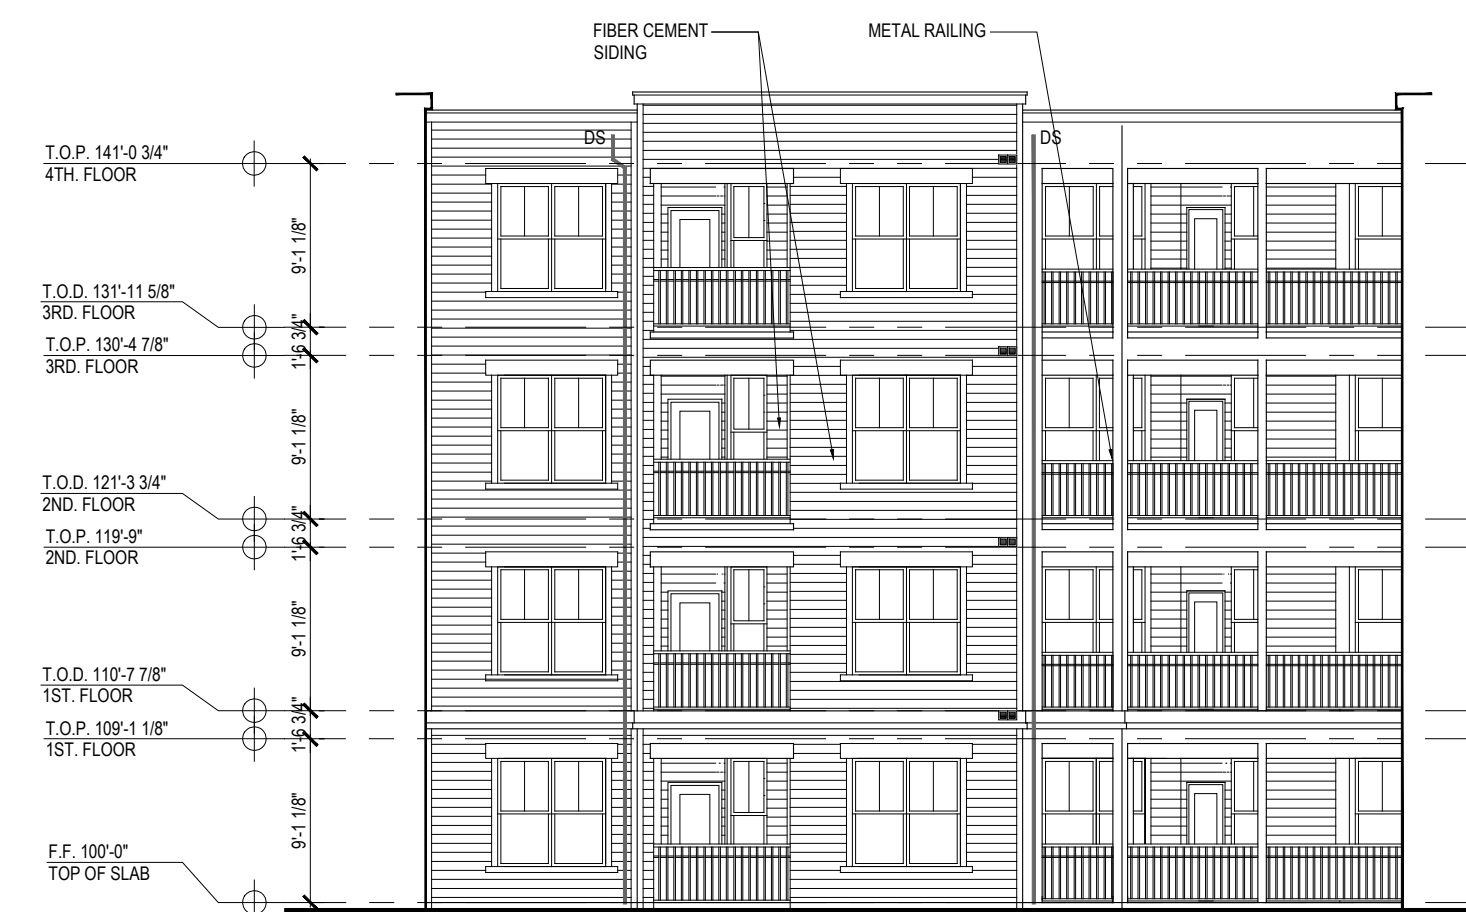 FIBER CEMENT
SIDING
METAL RAILING
DS
DS
T.O.P. 141'-0 3/4"
4TH. FLOOR
9'-1 1/8"
T.O.D. 131'-11 5/8"
3RD. FLOOR
1'-6 3/4"
T.O.P. 130'-4 7/8"
3RD. FLOOR
9'-1 1/8"
T.O.D. 121'-3 3/4"
2ND. FLOOR
1'-6 3/4"
T.O.P. 119'-9"
2ND. FLOOR
9'-1 1/8"
T.O.D. 110'-7 7/8"
1ST. FLOOR
1'-6 3/4"
T.O.P. 109'-1 1/8"
1ST. FLOOR
9'-1 1/8"
F.F. 100'-0"
TOP OF SLAB